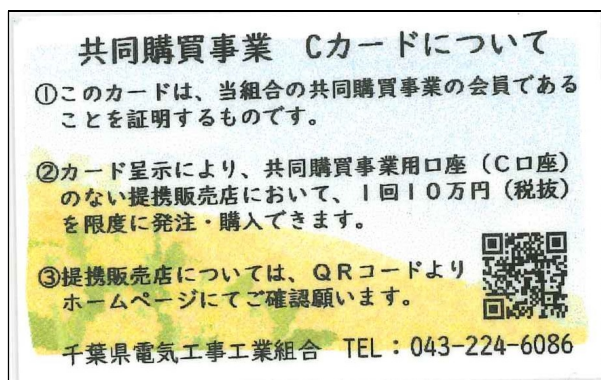 共同購買事業 Cカードについて
①このカードは、当組合の共同購買事業の会員である
ことを証明するものです。
②カード呈示により、共同購買事業用口座（C口座）
のない提携販売店において、1回10万円（税抜）
を限度に発注・購入できます。
③提携販売店については、QRコードより
ホームページにてご確認願います。
千葉県電気工事工業組合 TEL：043-224-6086